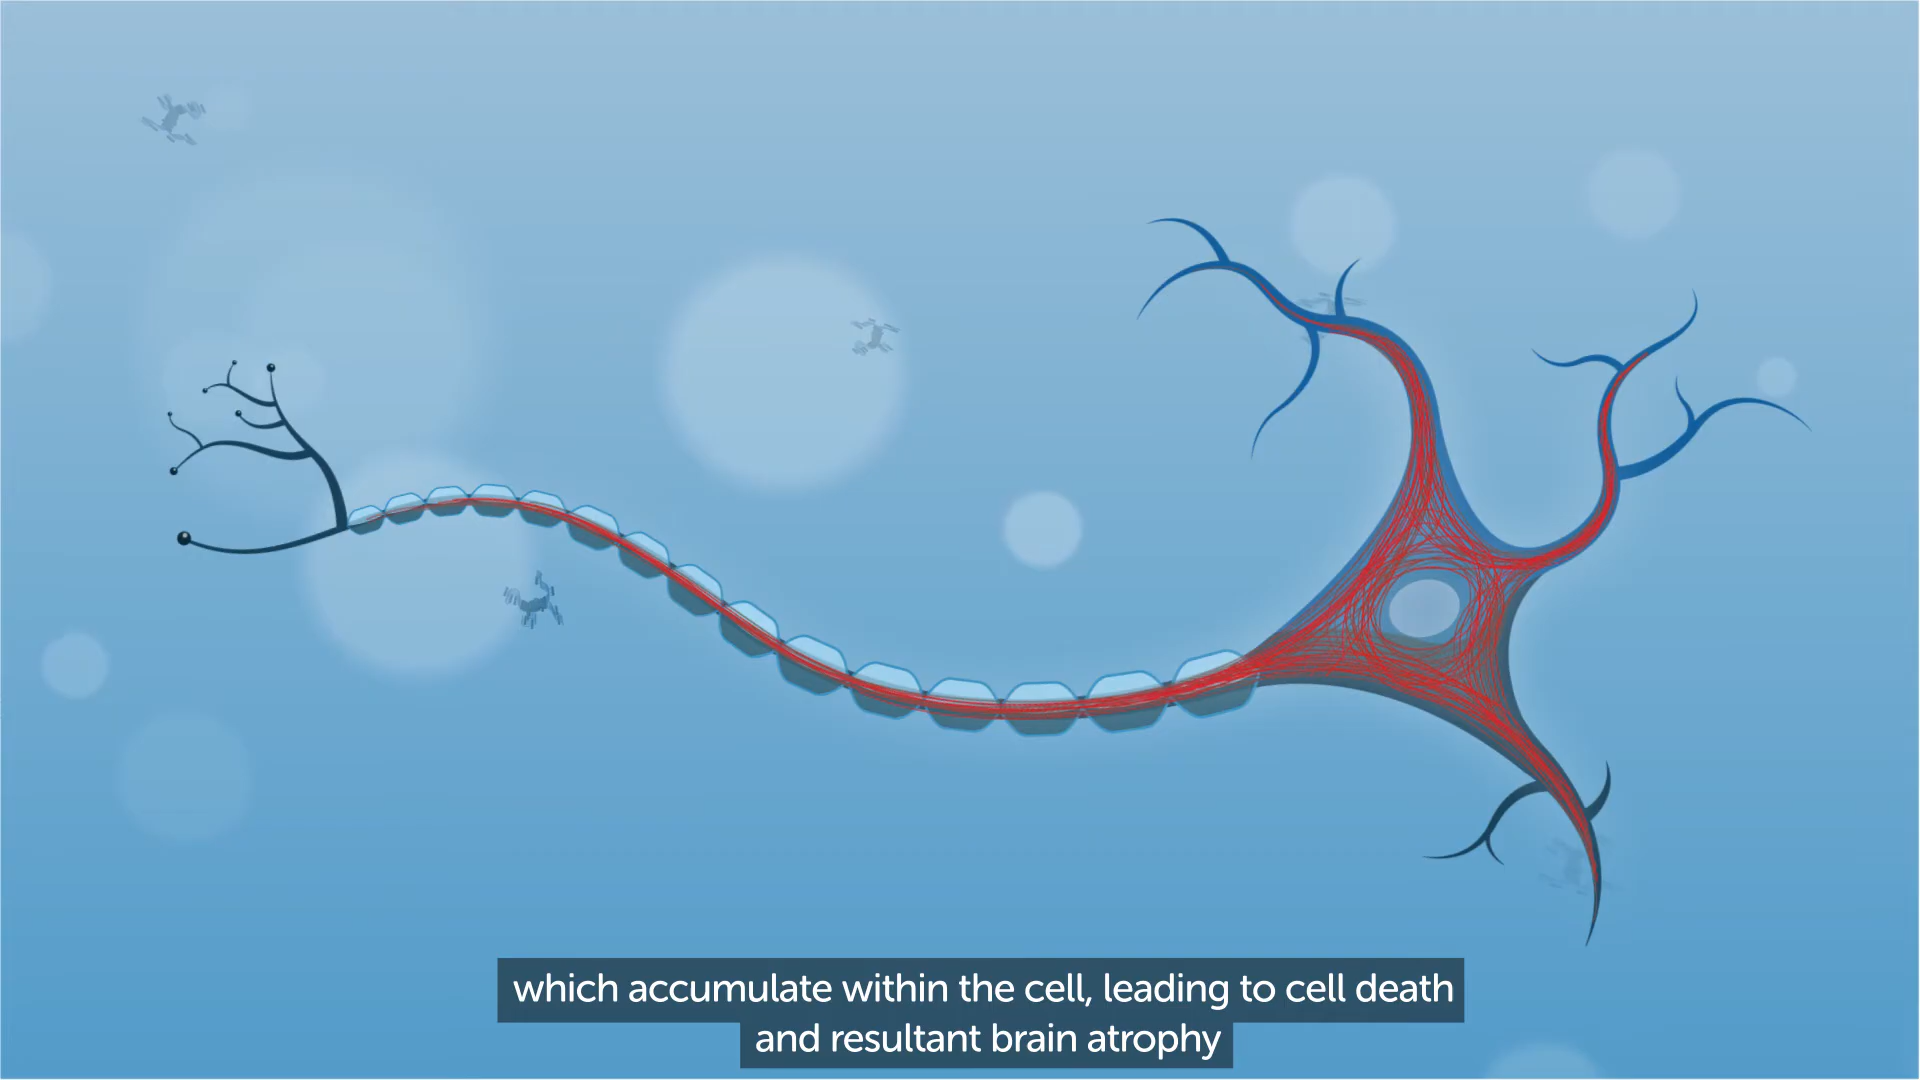 which accumulate within the cell, leading to cell death
and resultant brain atrophy